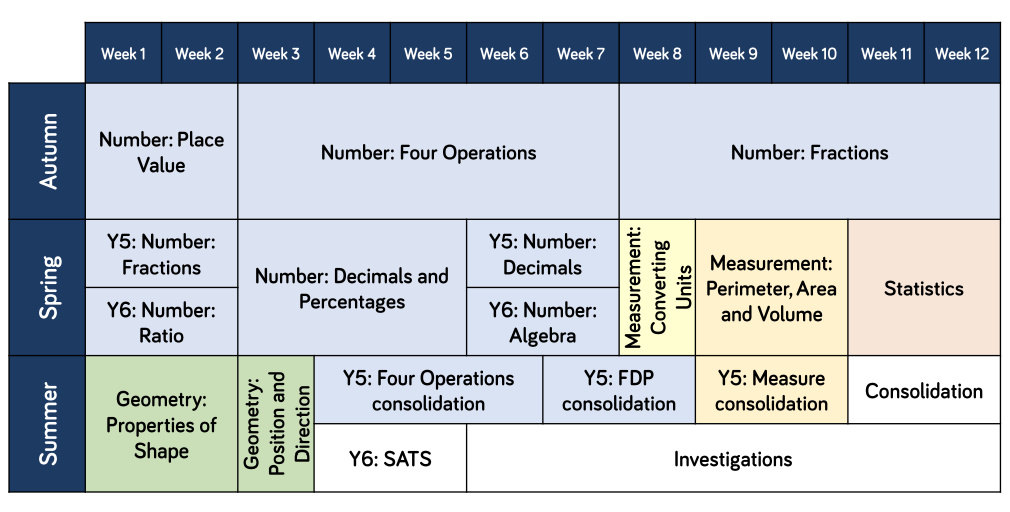 Week 1 Week 2 Week 3 Week 4 Week 5 Week 6 Week 7 Week 8 Week 9 Week 10 Week 11 Week 12
Autumn
Number: Place
Value
Number: Four Operations
Number: Fractions
Spring
Y5: Number:
Fractions
Y6: Number:
Ratio
Number: Decimals and
Percentages
Y5: Number:
Decimals
Y6: Number:
Algebra
Measurement:
Converting
Units
Measurement:
Perimeter, Area
and Volume
Statistics
Summer
Geometry:
Properties of
Shape
Geometry:
Position and
Direction
Y5: Four Operations
consolidation
Y5: FDP
consolidation
Y5: Measure
consolidation
Consolidation
Y6: SATS
Investigations